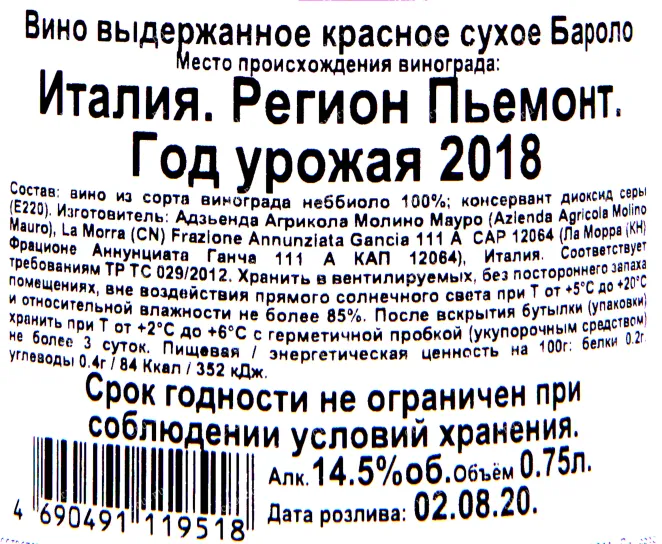 Вино выдержанное красное сухое Бароло
Место происхождения винограда:
Италия. Регион Пьемонт.
Год урожая 2018
Состав: вино из сорта винограда неббиоло 100%; консервант диоксид серы
(Е220). Изготовитель: Адзьенда Агрикола Молино Мауро (Azienda Agricola Molino
Mauro), La Morra (CN) Frazione Annunziata Gancia 111 A CAP 12064 (Ла Морра (КН)
Фрационе Аннунциата Ганча 111 А КАП 12064), Италия. Соответствует
требованиям ТР ТС 029/2012. Хранить в вентилируемых, без постороннего запаха
помещениях, вне воздействия прямого солнечного света при Т от +5°С до +20°С
и относительной влажности не более 85%. После вскрытия бутылки (упаковки)
хранить при Т от +2°С до +6°С с герметичной пробкой (укупорочным средством)
не более 3 суток. Пищевая / энергетическая ценность на 100г: белки 0.2г,
углеводы 0.4г / 84 Ккал / 352 кДж.
Срок годности не ограничен при
соблюдении условий хранения.
Алк. 14.5%об. Объём 0.75л.
Дата розлива: 02.08.20.
4 690491 119518